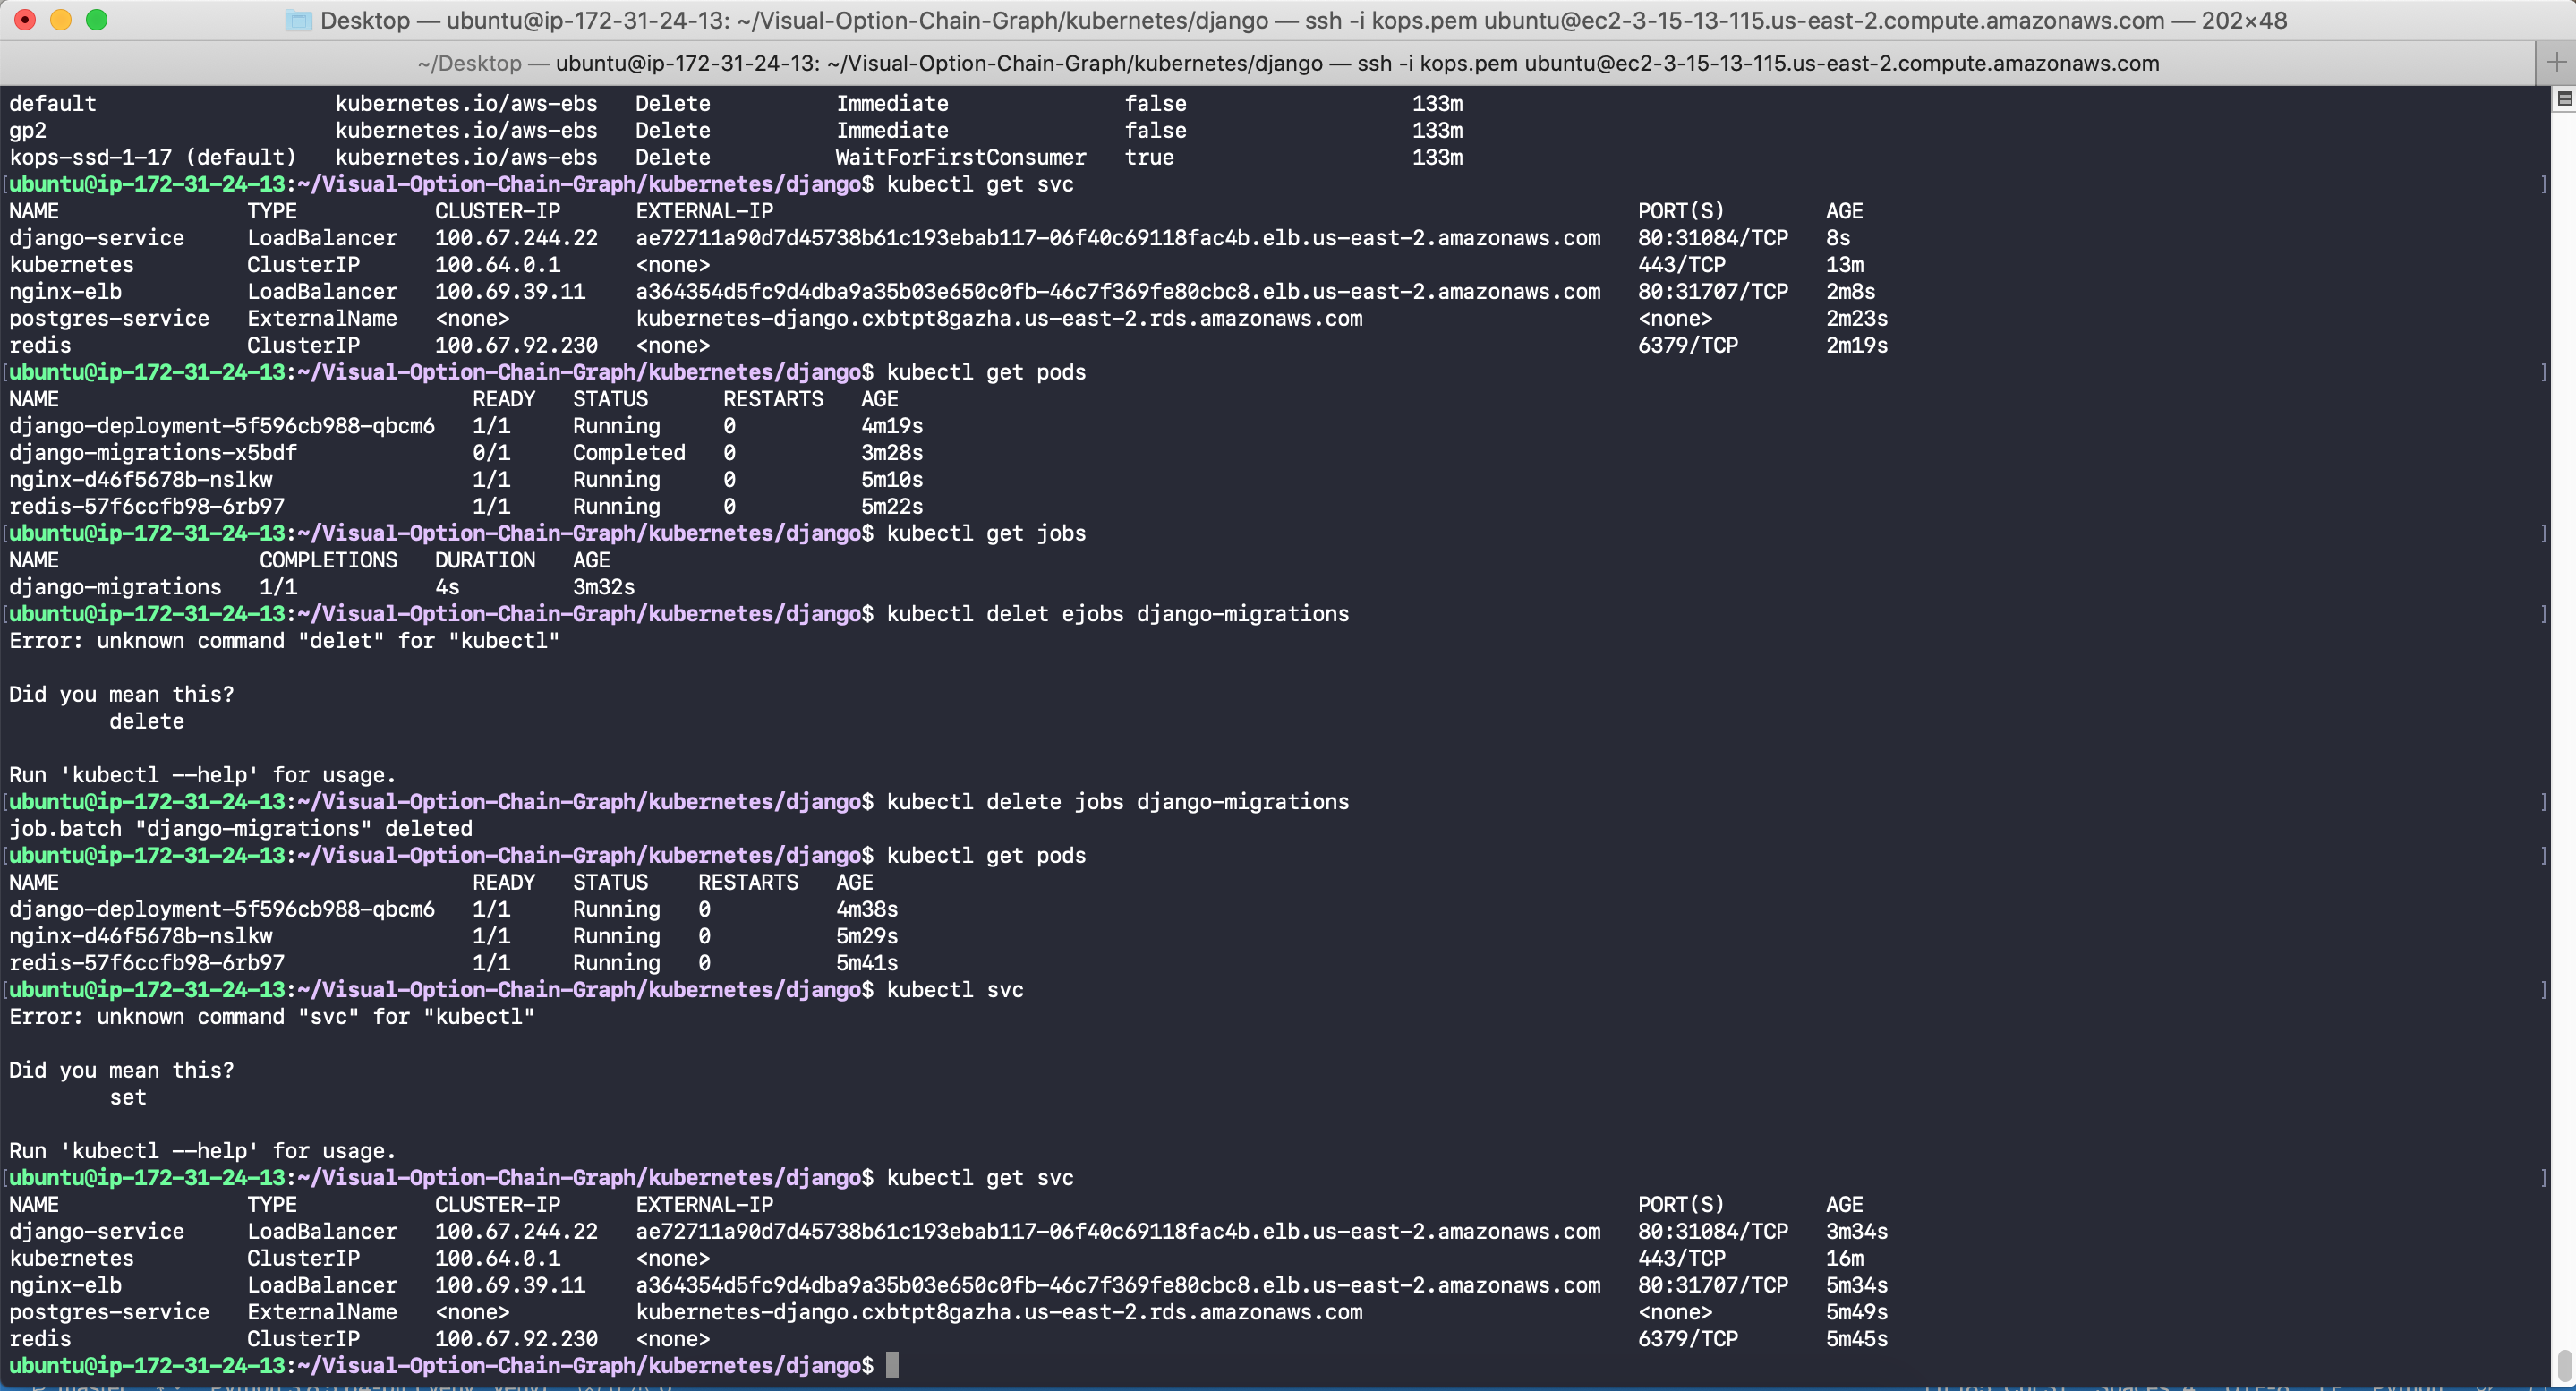 Desktop — ubuntu@ip-172-31-24-13: ~/Visual-Option-Chain-Graph/kubernetes/django — ssh -i kops.pem ubuntu@ec2-3-15-13-115.us-east-2.compute.amazonaws.com — 202×48
~/Desktop — ubuntu@ip-172-31-24-13: ~/Visual-Option-Chain-Graph/kubernetes/django — ssh -i kops.pem ubuntu@ec2-3-15-13-115.us-east-2.compute.amazonaws.com
default kubernetes.io/aws-ebs Delete Immediate false 133m
gp2 kubernetes.io/aws-ebs Delete Immediate false 133m
kops-ssd-1-17 (default) kubernetes.io/aws-ebs Delete WaitForFirstConsumer true 133m
[ubuntu@ip-172-31-24-13:~/Visual-Option-Chain-Graph/kubernetes/django$ kubectl get svc ]
NAME TYPE CLUSTER-IP EXTERNAL-IP PORT(S) AGE
django-service LoadBalancer 100.67.244.22 ae72711a90d7d45738b61c193ebab117-06f40c69118fac4b.elb.us-east-2.amazonaws.com 80:31084/TCP 8s
kubernetes ClusterIP 100.64.0.1 <none> 443/TCP 13m
nginx-elb LoadBalancer 100.69.39.11 a364354d5fc9d4dba9a35b03e650c0fb-46c7f369fe80cbc8.elb.us-east-2.amazonaws.com 80:31707/TCP 2m8s
postgres-service ExternalName <none> kubernetes-django.cxbtpt8gazha.us-east-2.rds.amazonaws.com <none> 2m23s
redis ClusterIP 100.67.92.230 <none> 6379/TCP 2m19s
[ubuntu@ip-172-31-24-13:~/Visual-Option-Chain-Graph/kubernetes/django$ kubectl get pods ]
NAME READY STATUS RESTARTS AGE
django-deployment-5f596cb988-qbcm6 1/1 Running 0 4m19s
django-migrations-x5bdf 0/1 Completed 0 3m28s
nginx-d46f5678b-nslkw 1/1 Running 0 5m10s
redis-57f6ccfb98-6rb97 1/1 Running 0 5m22s
[ubuntu@ip-172-31-24-13:~/Visual-Option-Chain-Graph/kubernetes/django$ kubectl get jobs ]
NAME COMPLETIONS DURATION AGE
django-migrations 1/1 4s 3m32s
[ubuntu@ip-172-31-24-13:~/Visual-Option-Chain-Graph/kubernetes/django$ kubectl delet ejobs django-migrations ]
Error: unknown command "delet" for "kubectl"
Did you mean this?
delete
Run 'kubectl --help' for usage.
[ubuntu@ip-172-31-24-13:~/Visual-Option-Chain-Graph/kubernetes/django$ kubectl delete jobs django-migrations ]
job.batch "django-migrations" deleted
[ubuntu@ip-172-31-24-13:~/Visual-Option-Chain-Graph/kubernetes/django$ kubectl get pods ]
NAME READY STATUS RESTARTS AGE
django-deployment-5f596cb988-qbcm6 1/1 Running 0 4m38s
nginx-d46f5678b-nslkw 1/1 Running 0 5m29s
redis-57f6ccfb98-6rb97 1/1 Running 0 5m41s
[ubuntu@ip-172-31-24-13:~/Visual-Option-Chain-Graph/kubernetes/django$ kubectl svc ]
Error: unknown command "svc" for "kubectl"
Did you mean this?
set
Run 'kubectl --help' for usage.
[ubuntu@ip-172-31-24-13:~/Visual-Option-Chain-Graph/kubernetes/django$ kubectl get svc ]
NAME TYPE CLUSTER-IP EXTERNAL-IP PORT(S) AGE
django-service LoadBalancer 100.67.244.22 ae72711a90d7d45738b61c193ebab117-06f40c69118fac4b.elb.us-east-2.amazonaws.com 80:31084/TCP 3m34s
kubernetes ClusterIP 100.64.0.1 <none> 443/TCP 16m
nginx-elb LoadBalancer 100.69.39.11 a364354d5fc9d4dba9a35b03e650c0fb-46c7f369fe80cbc8.elb.us-east-2.amazonaws.com 80:31707/TCP 5m34s
postgres-service ExternalName <none> kubernetes-django.cxbtpt8gazha.us-east-2.rds.amazonaws.com <none> 5m49s
redis ClusterIP 100.67.92.230 <none> 6379/TCP 5m45s
ubuntu@ip-172-31-24-13:~/Visual-Option-Chain-Graph/kubernetes/django$